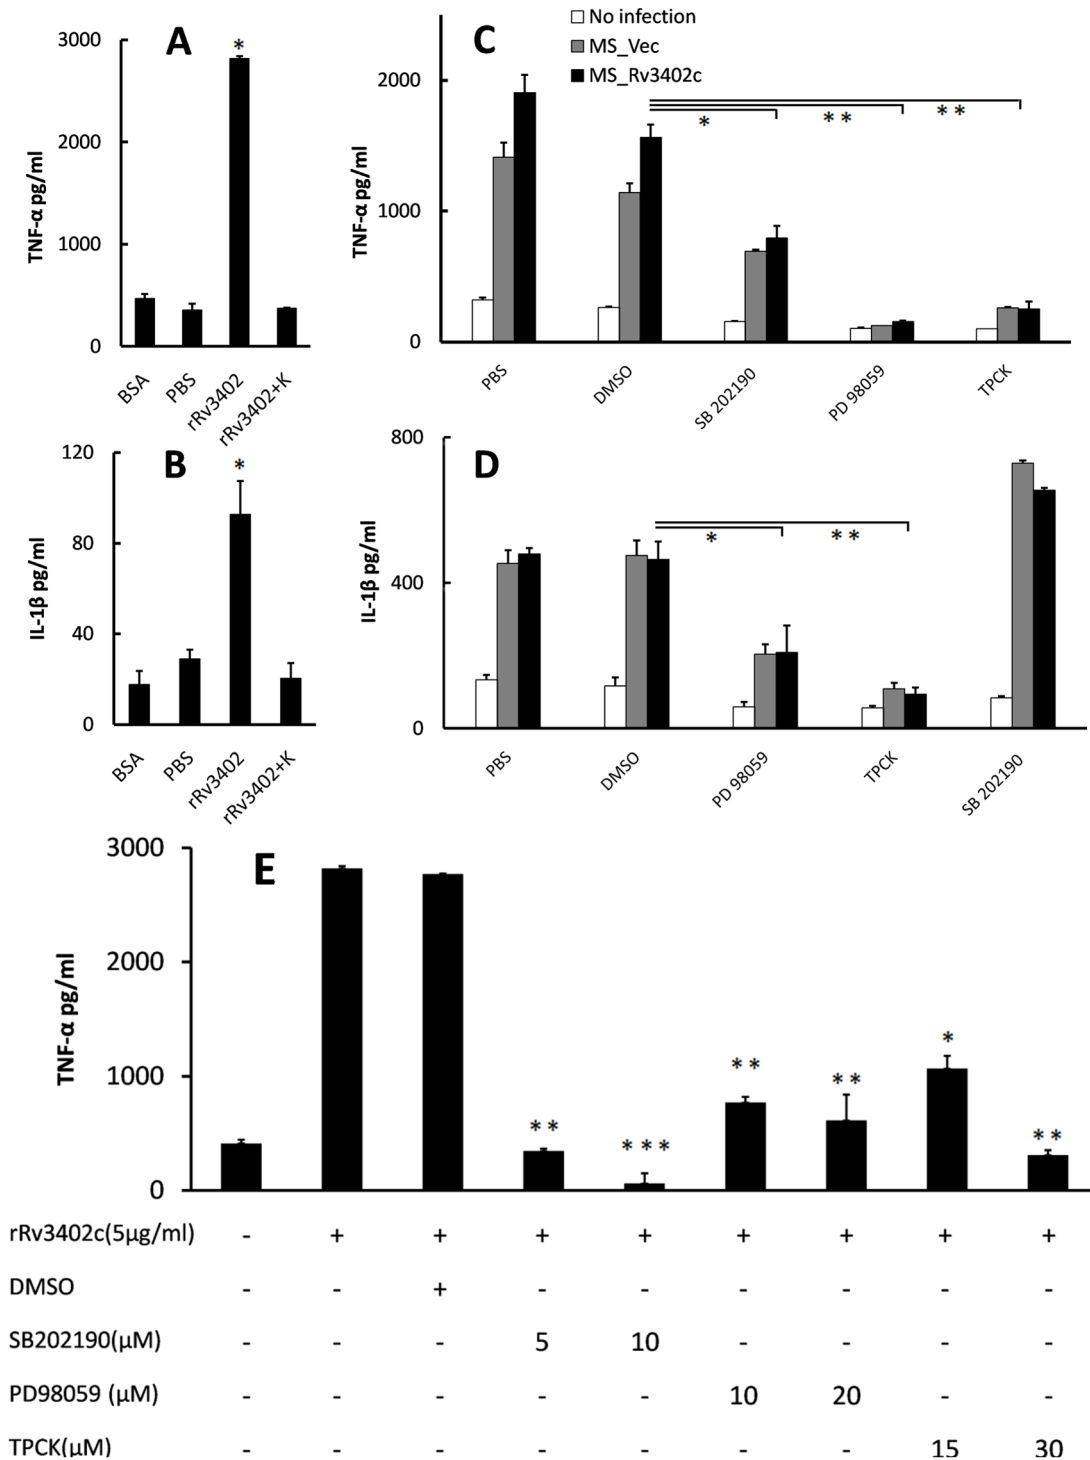 A
TNF-α pg/ml
3000
2000
1000
0
*
BSA
PBS
rRv3402
rRv3402+K
C
No infection
MS_Vec
MS_Rv3402c
TNF-α pg/ml
2000
1000
0
* ** **
PBS
DMSO
SB 202190
PD 98059
TPCK
B
IL-1β pg/ml
120
80
40
0
*
BSA
PBS
rRv3402
rRv3402+K
D
IL-1β pg/ml
800
400
0
* **
PBS
DMSO
PD 98059
TPCK
SB 202190
E
TNF-α pg/ml
3000
2000
1000
0
** *** ** ** * **
rRv3402c(5μg/ml) - + + + + + + + +
DMSO - - + - - - - - -
SB202190(μM) - - - 5 10 - - - -
PD98059 (μM) - - - - - 10 20 - -
TPCK(μM) - - - - - - - 15 30